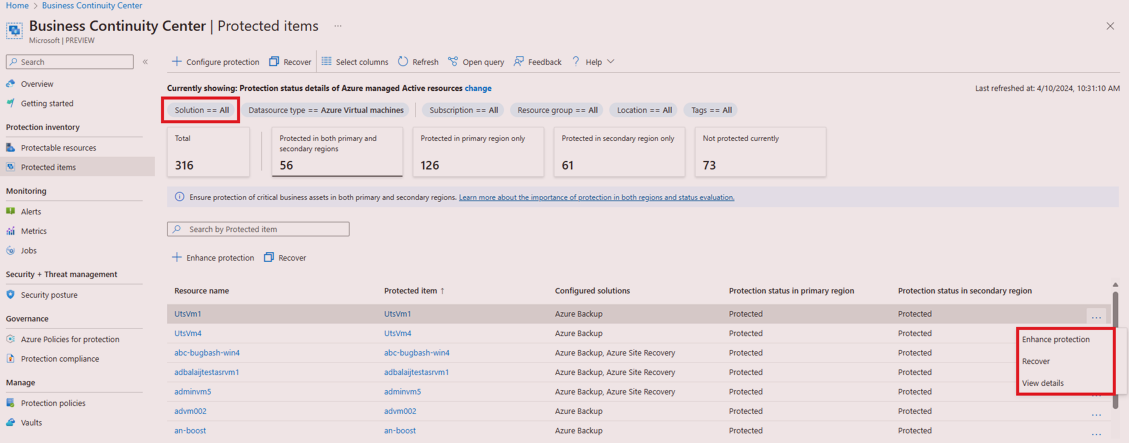 Home > Business Continuity Center
Business Continuity Center | Protected items ...
Microsoft | PREVIEW
Search «
Configure protection Recover Select columns Refresh Open query Feedback ? Help
Overview
Getting started
Protection inventory
Protectable resources
Protected items
Monitoring
Alerts
Metrics
Jobs
Security + Threat management
Security posture
Governance
Azure Policies for protection
Protection compliance
Manage
Protection policies
Vaults
Currently showing: Protection status details of Azure managed Active resources change
Last refreshed at: 4/10/2024, 10:31:10 AM
Solution == All Datasource type == Azure Virtual machines Subscription == All Resource group == All Location == All Tags == All
Total
316
Protected in both primary and
secondary regions
56
Protected in primary region only
126
Protected in secondary region only
61
Not protected currently
73
Ensure protection of critical business assets in both primary and secondary regions. Learn more about the importance of protection in both regions and status evaluation.
Search by Protected item
Enhance protection Recover
Resource name Protected item ↑ Configured solutions Protection status in primary region Protection status in secondary region
UtsVm1 UtsVm1 Azure Backup Protected Protected ...
UtsVm4 UtsVm4 Azure Backup Protected Protected
abc-bugbash-win4 abc-bugbash-win4 Azure Backup, Azure Site Recovery Protected Protected
adbalaijtestasrvm1 adbalaijtestasrvm1 Azure Backup, Azure Site Recovery Protected Protected
adminvm5 adminvm5 Azure Backup, Azure Site Recovery Protected Protected ...
advm002 advm002 Azure Backup Protected Protected ...
an-boost an-boost Azure Backup Protected Protected ...
Enhance protection
Recover
View details